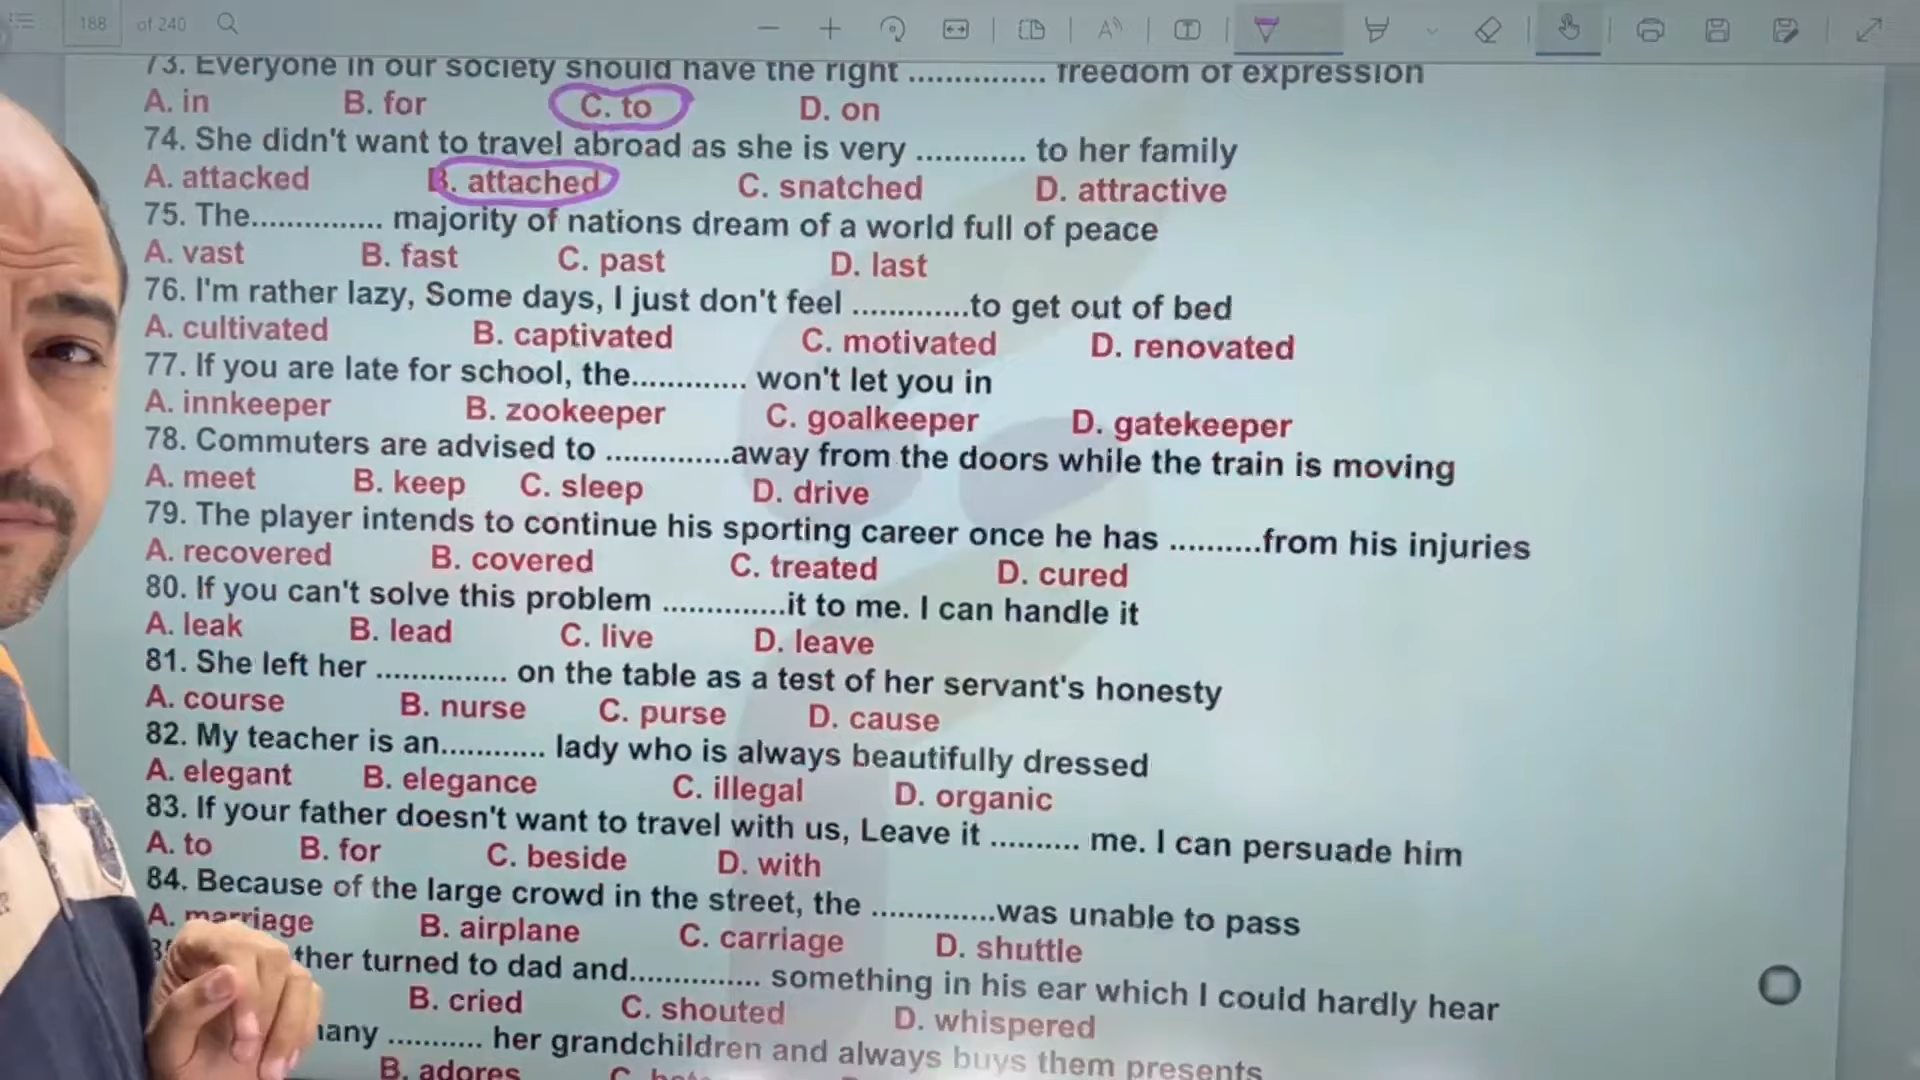 188 of 240
73. Everyone in our society should have the right .............. freedom of expression
A. in B. for C. to D. on
74. She didn't want to travel abroad as she is very ............ to her family
A. attacked B. attached C. snatched D. attractive
75. The.............. majority of nations dream of a world full of peace
A. vast B. fast C. past D. last
76. I'm rather lazy, Some days, I just don't feel ............to get out of bed
A. cultivated B. captivated C. motivated D. renovated
77. If you are late for school, the............ won't let you in
A. innkeeper B. zookeeper C. goalkeeper D. gatekeeper
78. Commuters are advised to .............away from the doors while the train is moving
A. meet B. keep C. sleep D. drive
79. The player intends to continue his sporting career once he has ..........from his injuries
A. recovered B. covered C. treated D. cured
80. If you can't solve this problem .............it to me. I can handle it
A. leak B. lead C. live D. leave
81. She left her .............. on the table as a test of her servant's honesty
A. course B. nurse C. purse D. cause
82. My teacher is an............ lady who is always beautifully dressed
A. elegant B. elegance C. illegal D. organic
83. If your father doesn't want to travel with us, Leave it .......... me. I can persuade him
A. to B. for C. beside D. with
84. Because of the large crowd in the street, the .............was unable to pass
A. marriage B. airplane C. carriage D. shuttle
ther turned to dad and.............. something in his ear which I could hardly hear
B. cried C. shouted D. whispered
........... her grandchildren and always buys them presents
B. adores C.